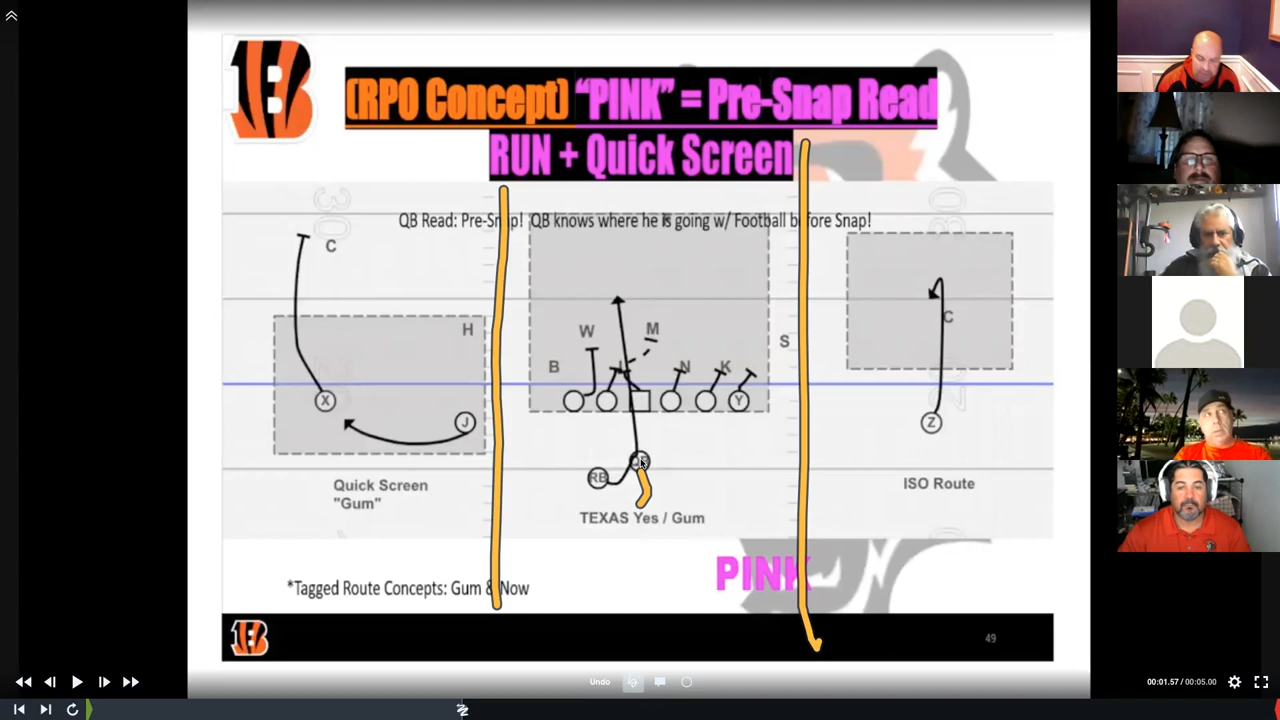 (RPO Concept) “PINK” = Pre-Snap Read
RUN + Quick Screen
30
30
QB Read: Pre-Snap! QB knows where he is going w/ Football before Snap!
C
H
W
M
S
C
B
N
K
X
J
Y
Z
RB
Quick Screen
"Gum"
ISO Route
TEXAS Yes / Gum
PINK
*Tagged Route Concepts: Gum & Now
B
49
Undo
00:01.57 / 00:05.00